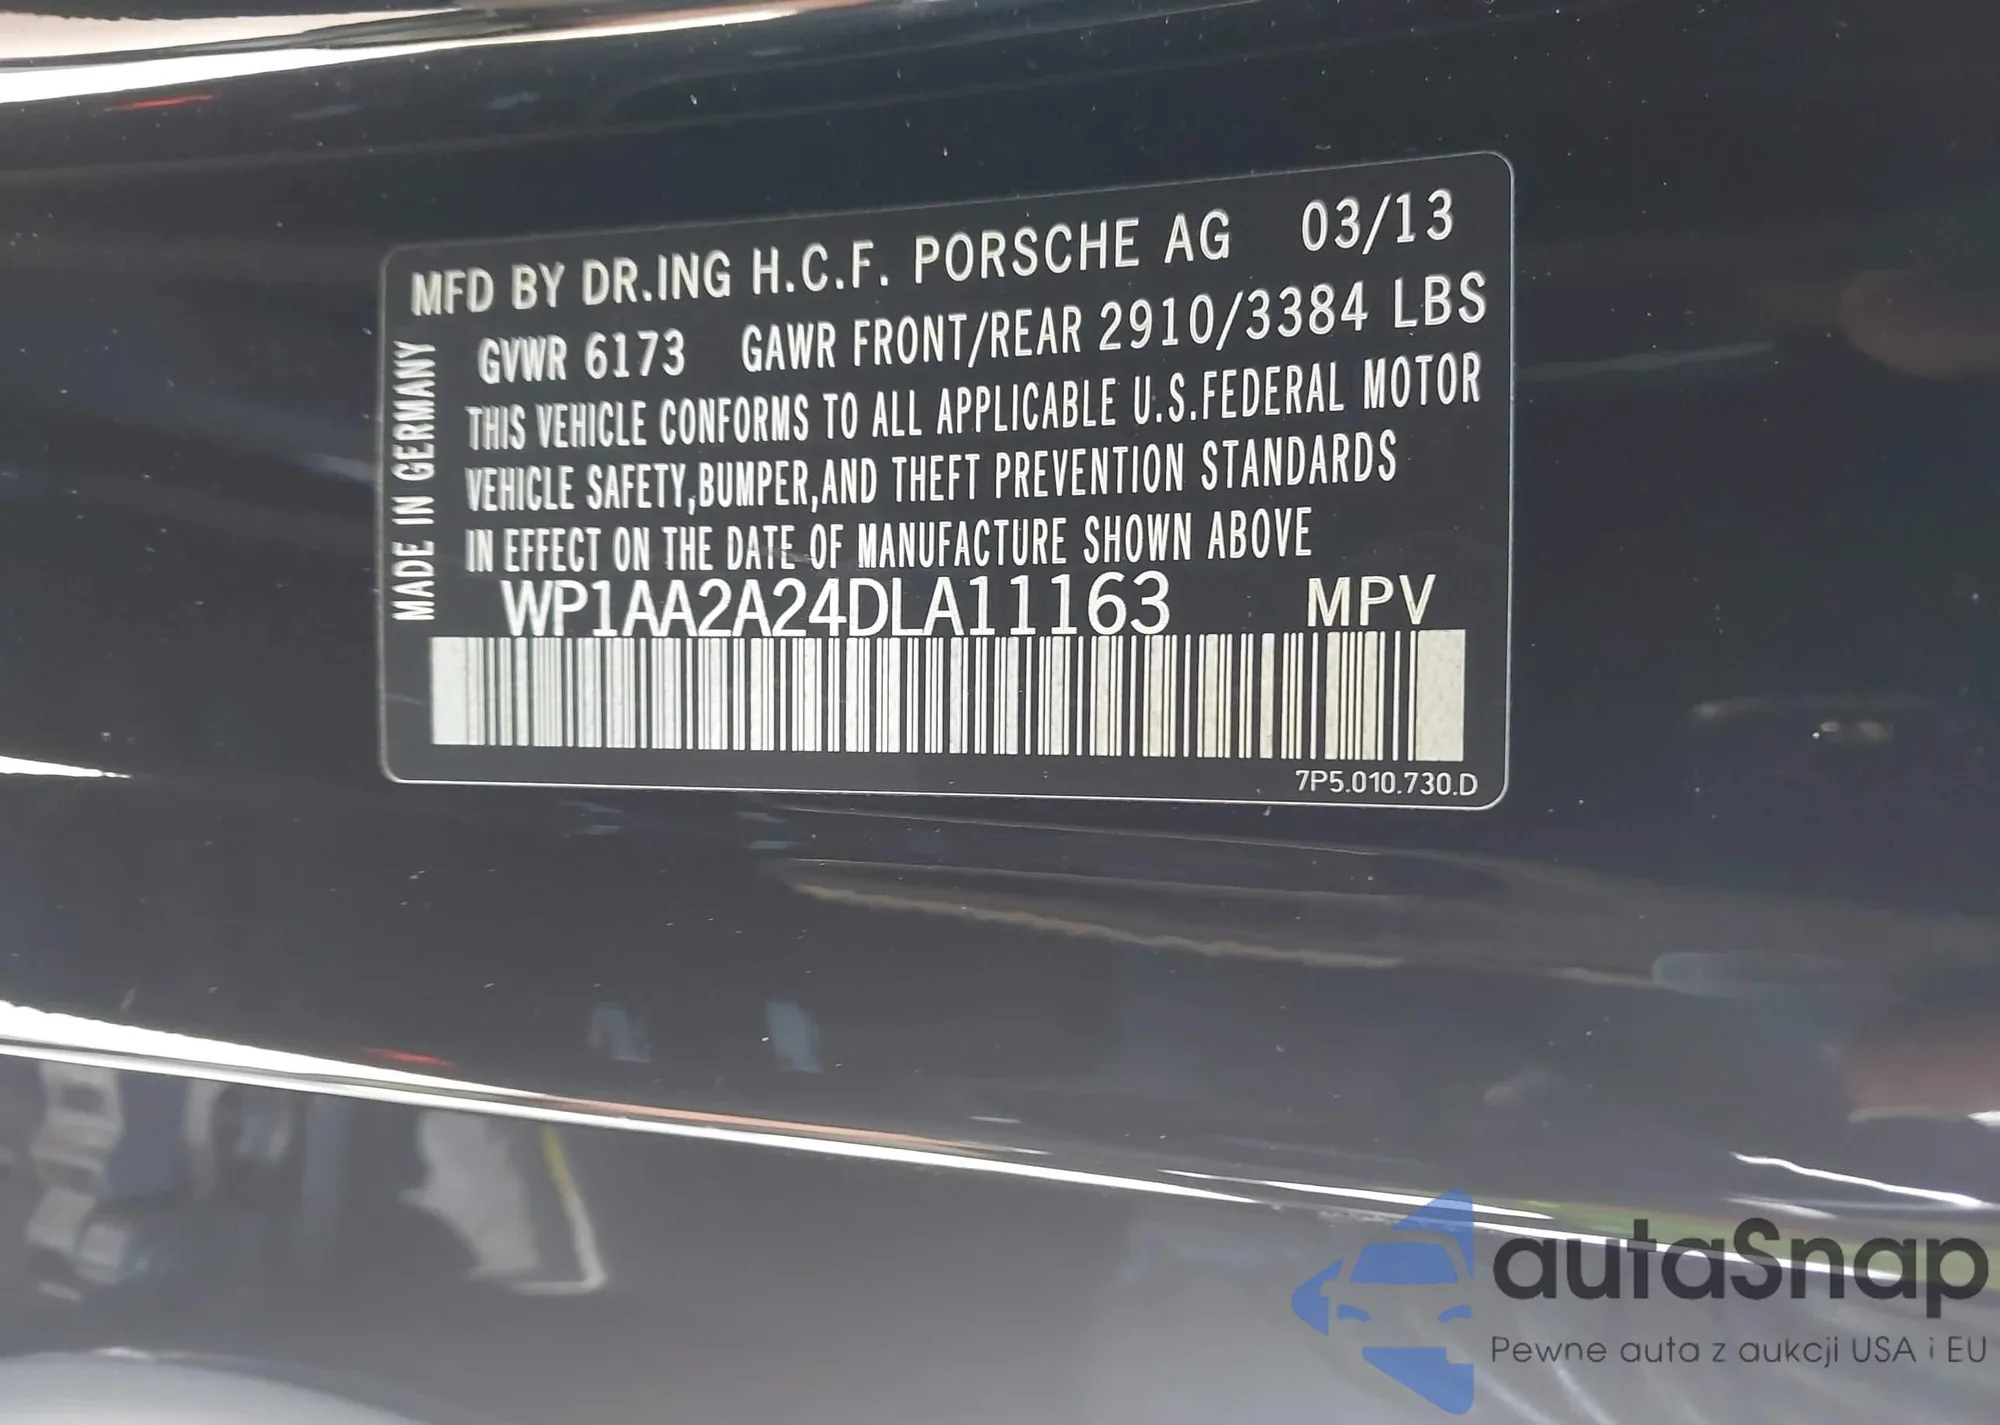 MFD BY DR.ING H.C.F. PORSCHE AG 03/13
GVWR 6173 GAWR FRONT/REAR 2910/3384 LBS
THIS VEHICLE CONFORMS TO ALL APPLICABLE U.S.FEDERAL MOTOR
VEHICLE SAFETY,BUMPER,AND THEFT PREVENTION STANDARDS
IN EFFECT ON THE DATE OF MANUFACTURE SHOWN ABOVE
WP1AA2A24DLA11163 MPV
MADE IN GERMANY
7P5.010.730.D
autaSnap
Pewne auta z aukcji USA i EU